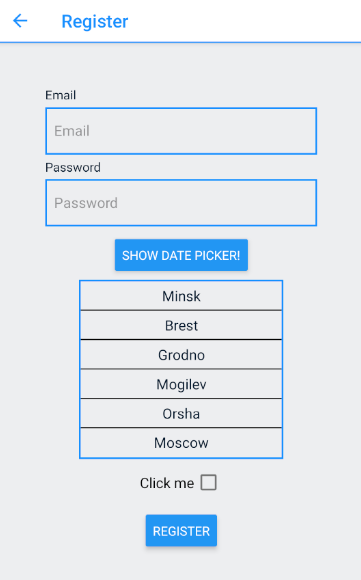 Register
Email
Email
Password
Password
SHOW DATE PICKER!
Minsk
Brest
Grodno
Mogilev
Orsha
Moscow
Click me
REGISTER